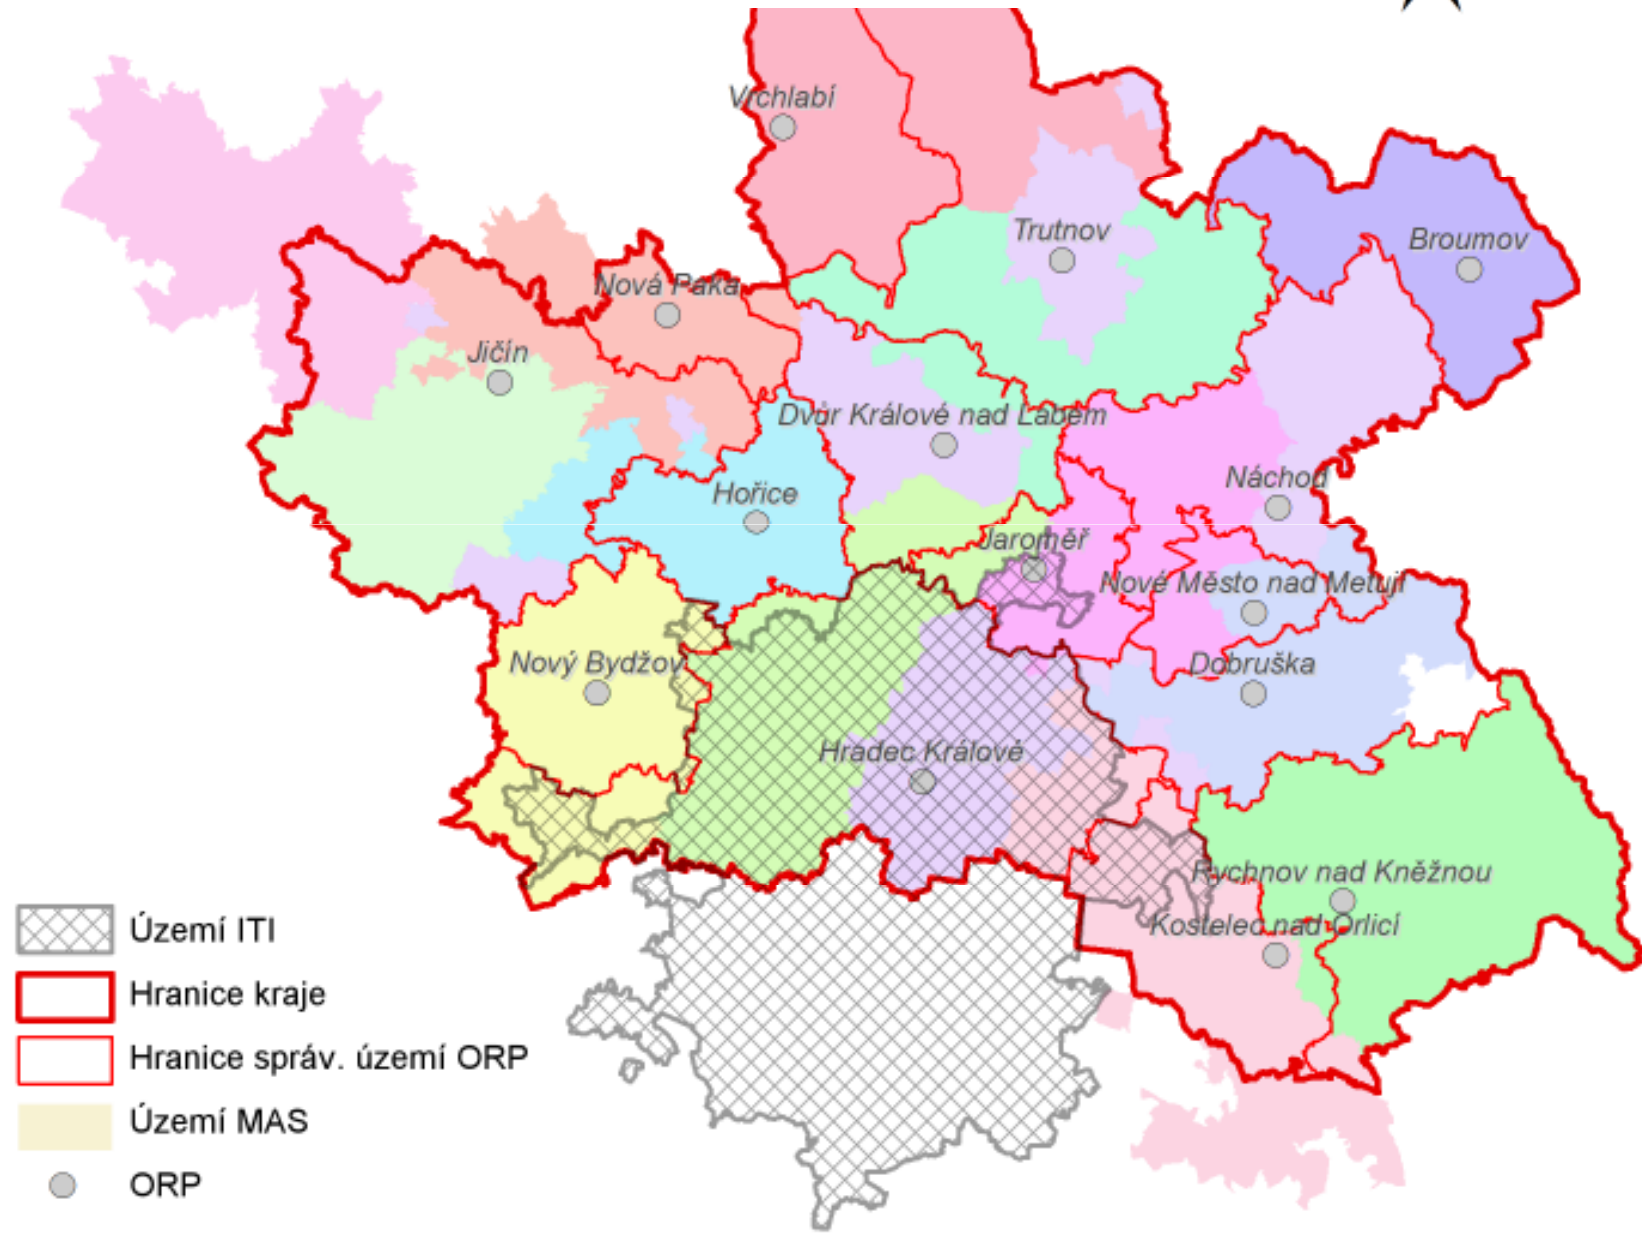 Vrchlabí
Trutnov
Broumov
Nová Paka
Jičín
Dvůr Králové nad Labem
Náchod
Hořice
Jaroměř
Nové Město nad Metují
Nový Bydžov
Dobruška
Hradec Králové
Rychnov nad Kněžnou
Kostelec nad Orlicí
Území ITI
Hranice kraje
Hranice správ. území ORP
Území MAS
ORP